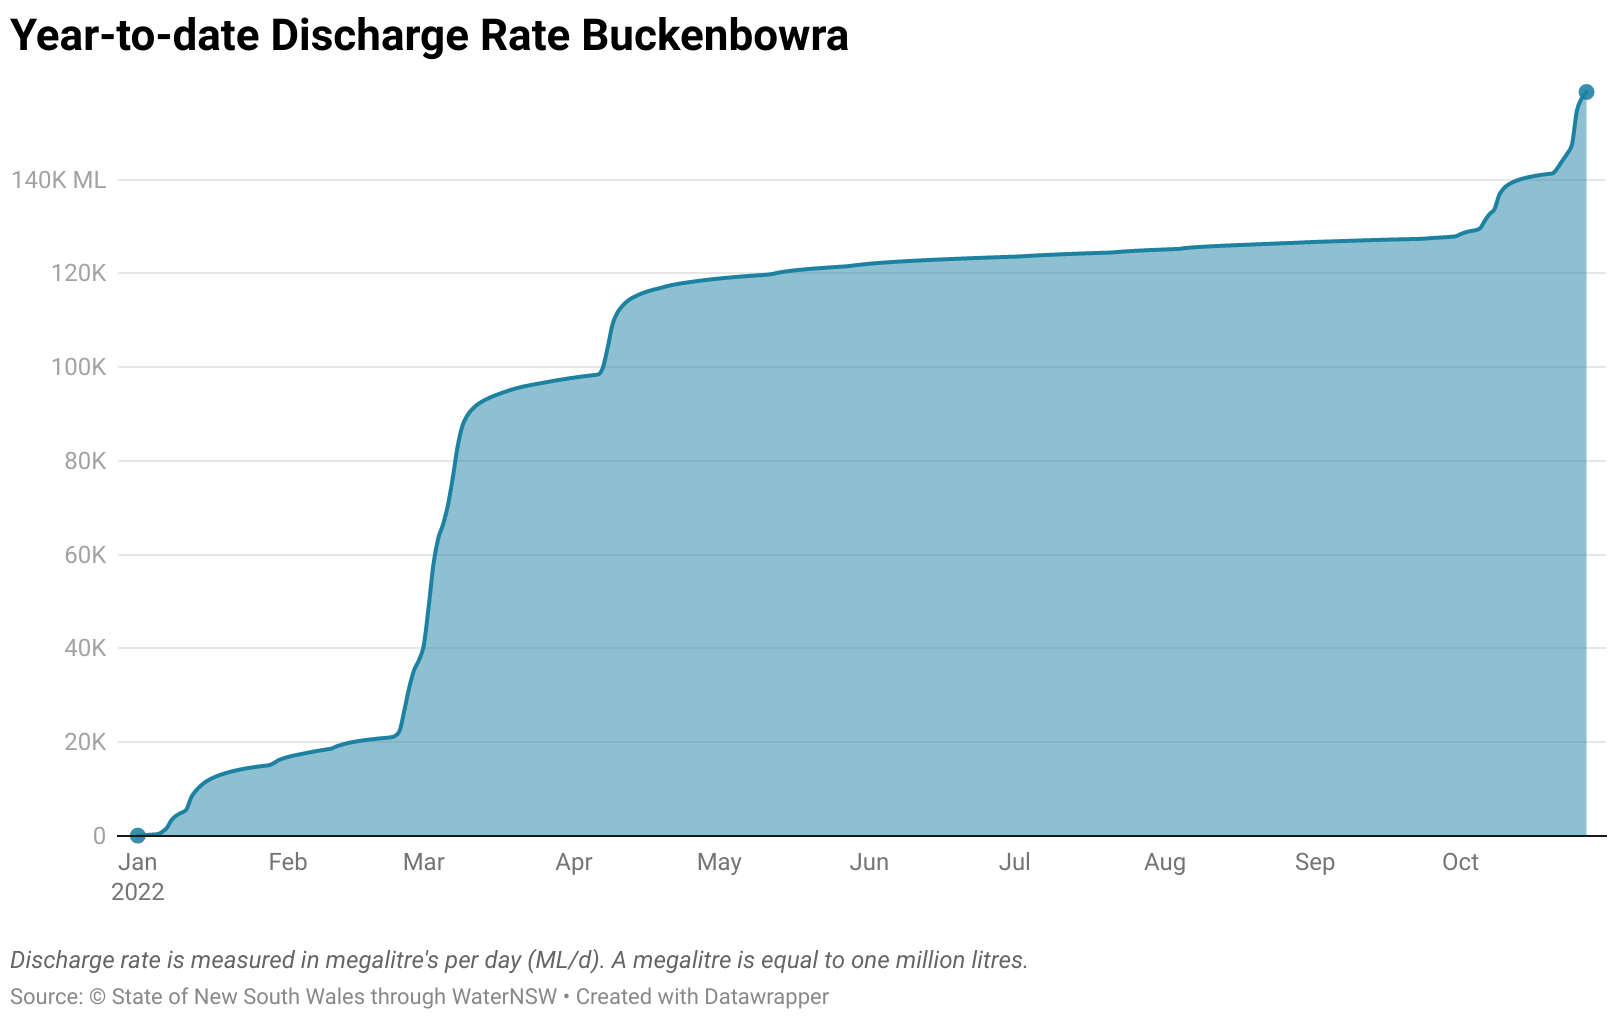 Year-to-date Discharge Rate Buckenbowra
140K ML
120K
100K
80K
60K
40K
20K
0
Jan Feb Mar Apr May Jun Jul Aug Sep Oct
2022
Discharge rate is measured in megalitre's per day (ML/d). A megalitre is equal to one million litres.
Source: © State of New South Wales through WaterNSW • Created with Datawrapper